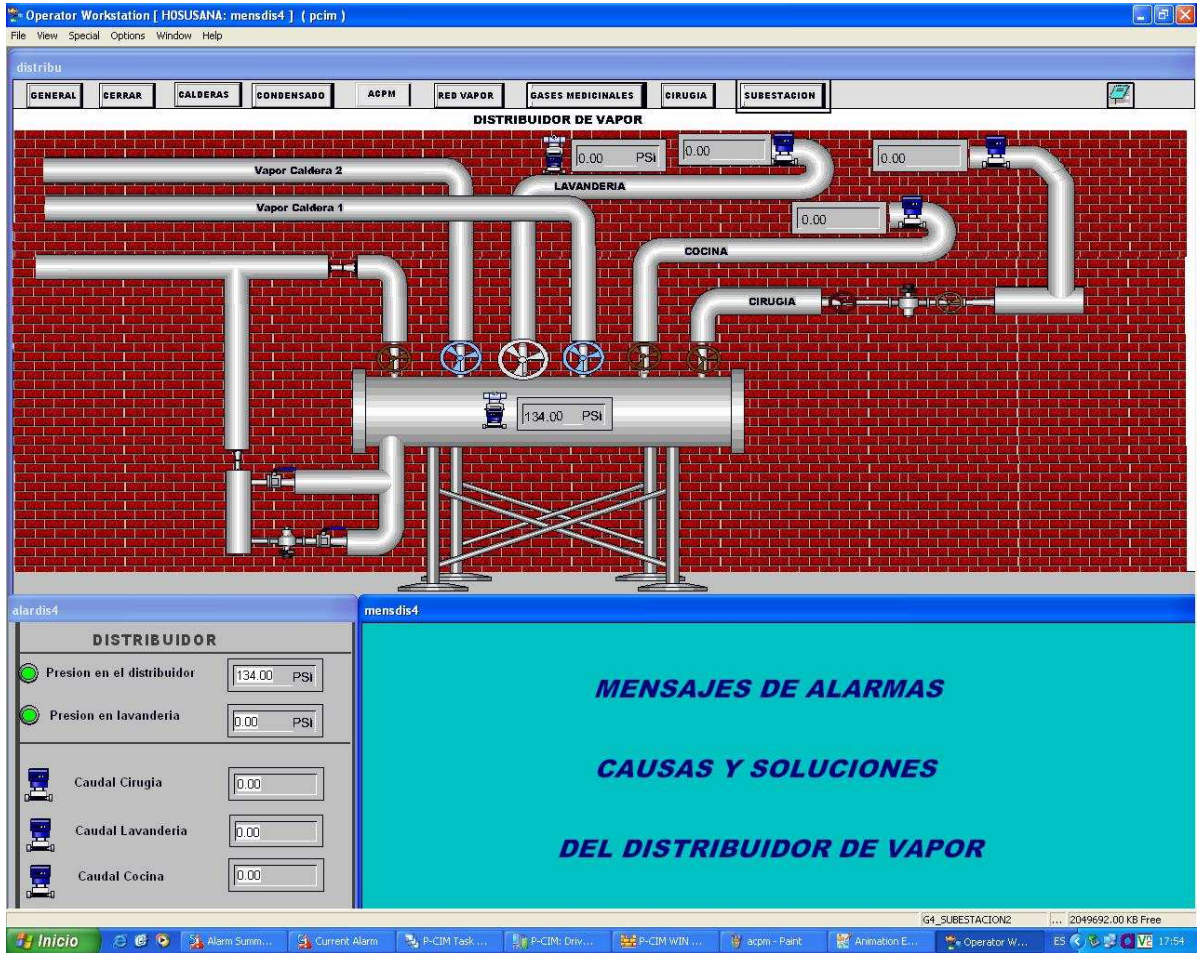 Operator Workstation [ HOSUSANA: mensdis4 ] ( pcim )
File View Special Options Window Help
distribu
GENERAL CERRAR CALDERAS CONDENSADO ACPM RED VAPOR GASES MEDICINALES CIRUGIA SUBESTACION
DISTRIBUIDOR DE VAPOR
0.00 PSi 0.00 0.00
Vapor Caldera 2
LAVANDERIA
Vapor Caldera 1
0.00
COCINA
CIRUGIA
134.00 PSi
alardis4
mensdis4
DISTRIBUIDOR
Presion en el distribuidor 134.00 PSi
Presion en lavanderia 0.00 PSi
Caudal Cirugia 0.00
Caudal Lavanderia 0.00
Caudal Cocina 0.00
MENSAJES DE ALARMAS
CAUSAS Y SOLUCIONES
DEL DISTRIBUIDOR DE VAPOR
G4_SUBESTACION2 ... 2049692.00 KB Free
Inicio Alarm Summ... Current Alarm P-CIM Task ... P-CIM: Driv... P-CIM WIN ... acpm - Paint Animation E... Operator W... ES 17:54